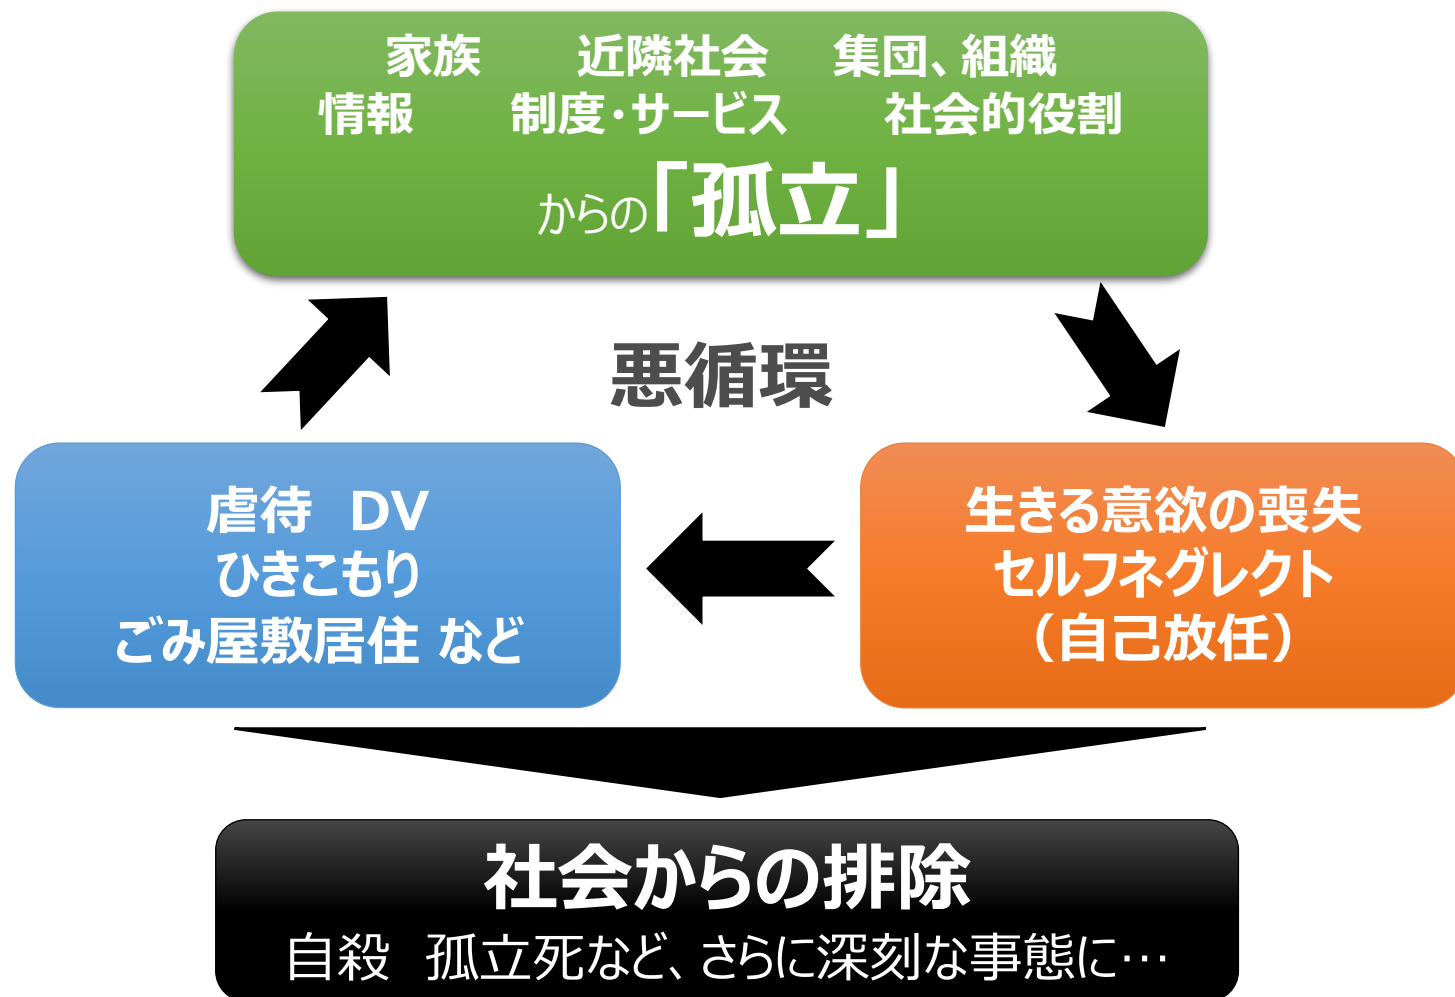 家族　近隣社会　集団、組織
情報　制度・サービス　社会的役割
からの「孤立」
悪循環
虐待　DV
ひきこもり
ごみ屋敷居住 など
生きる意欲の喪失
セルフネグレクト
（自己放任）
社会からの排除
自殺　孤立死など、さらに深刻な事態に…